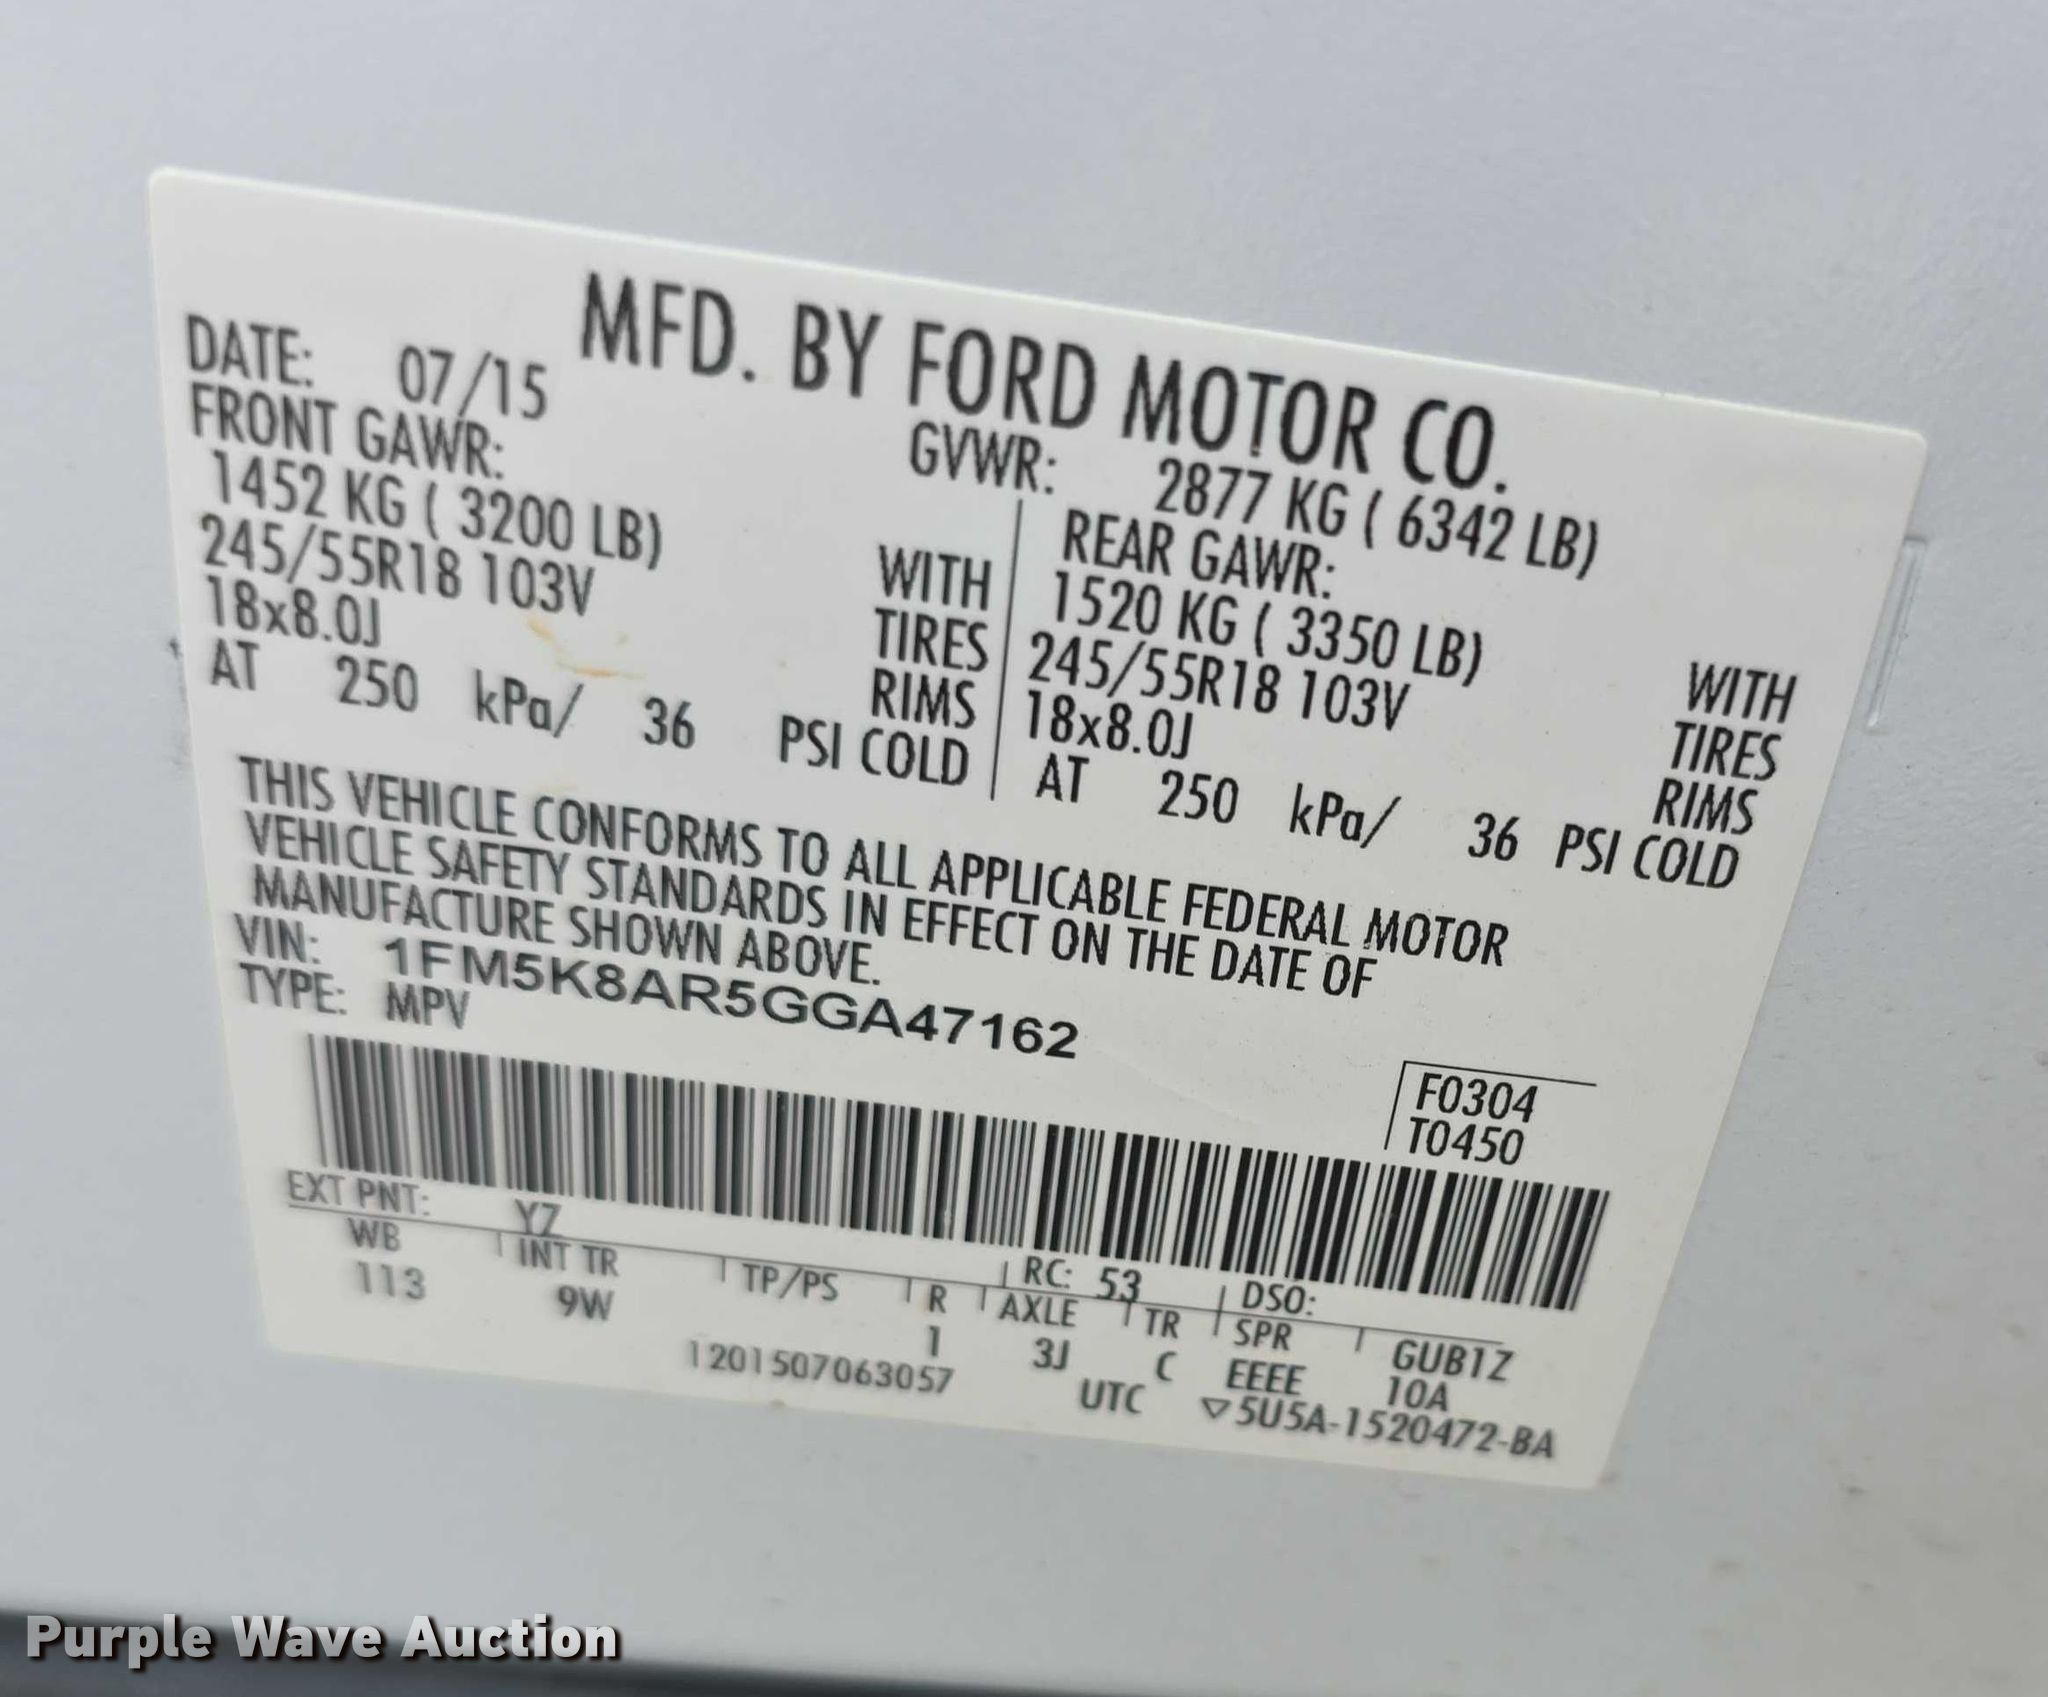 MFD. BY FORD MOTOR CO.
DATE: 07/15 GVWR: 2877 KG ( 6342 LB)
FRONT GAWR: REAR GAWR:
1452 KG ( 3200 LB) WITH 1520 KG ( 3350 LB) WITH
245/55R18 103V TIRES 245/55R18 103V TIRES
18x8.0J RIMS 18x8.0J RIMS
AT 250 kPa/ 36 PSI COLD AT 250 kPa/ 36 PSI COLD
THIS VEHICLE CONFORMS TO ALL APPLICABLE FEDERAL MOTOR
VEHICLE SAFETY STANDARDS IN EFFECT ON THE DATE OF
MANUFACTURE SHOWN ABOVE.
VIN: 1FM5K8AR5GGA47162
TYPE: MPV
F0304
T0450
EXT PNT: YZ RC: 53 DSO:
WB INT TR TP/PS R AXLE TR SPR GUB1Z
113 9W 1 3J C EEEE 10A
1201507063057 UTC ▽5U5A-1520472-BA
Purple Wave Auction